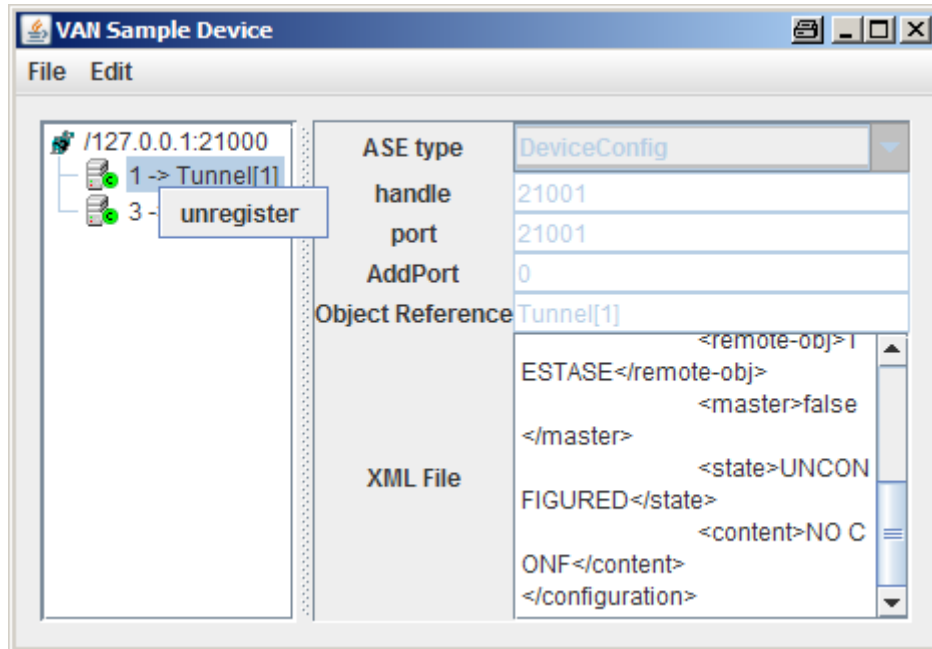 VAN Sample Device
File Edit
/127.0.0.1:21000
1 -> Tunnel[1]
3 -
unregister
ASE type DeviceConfig
handle 21001
port 21001
AddPort 0
Object Reference Tunnel[1]
XML File
<remote-obj>T
ESTASE</remote-obj>
<master>false
</master>
<state>UNCON
FIGURED</state>
<content>NO C
ONF</content>
</configuration>